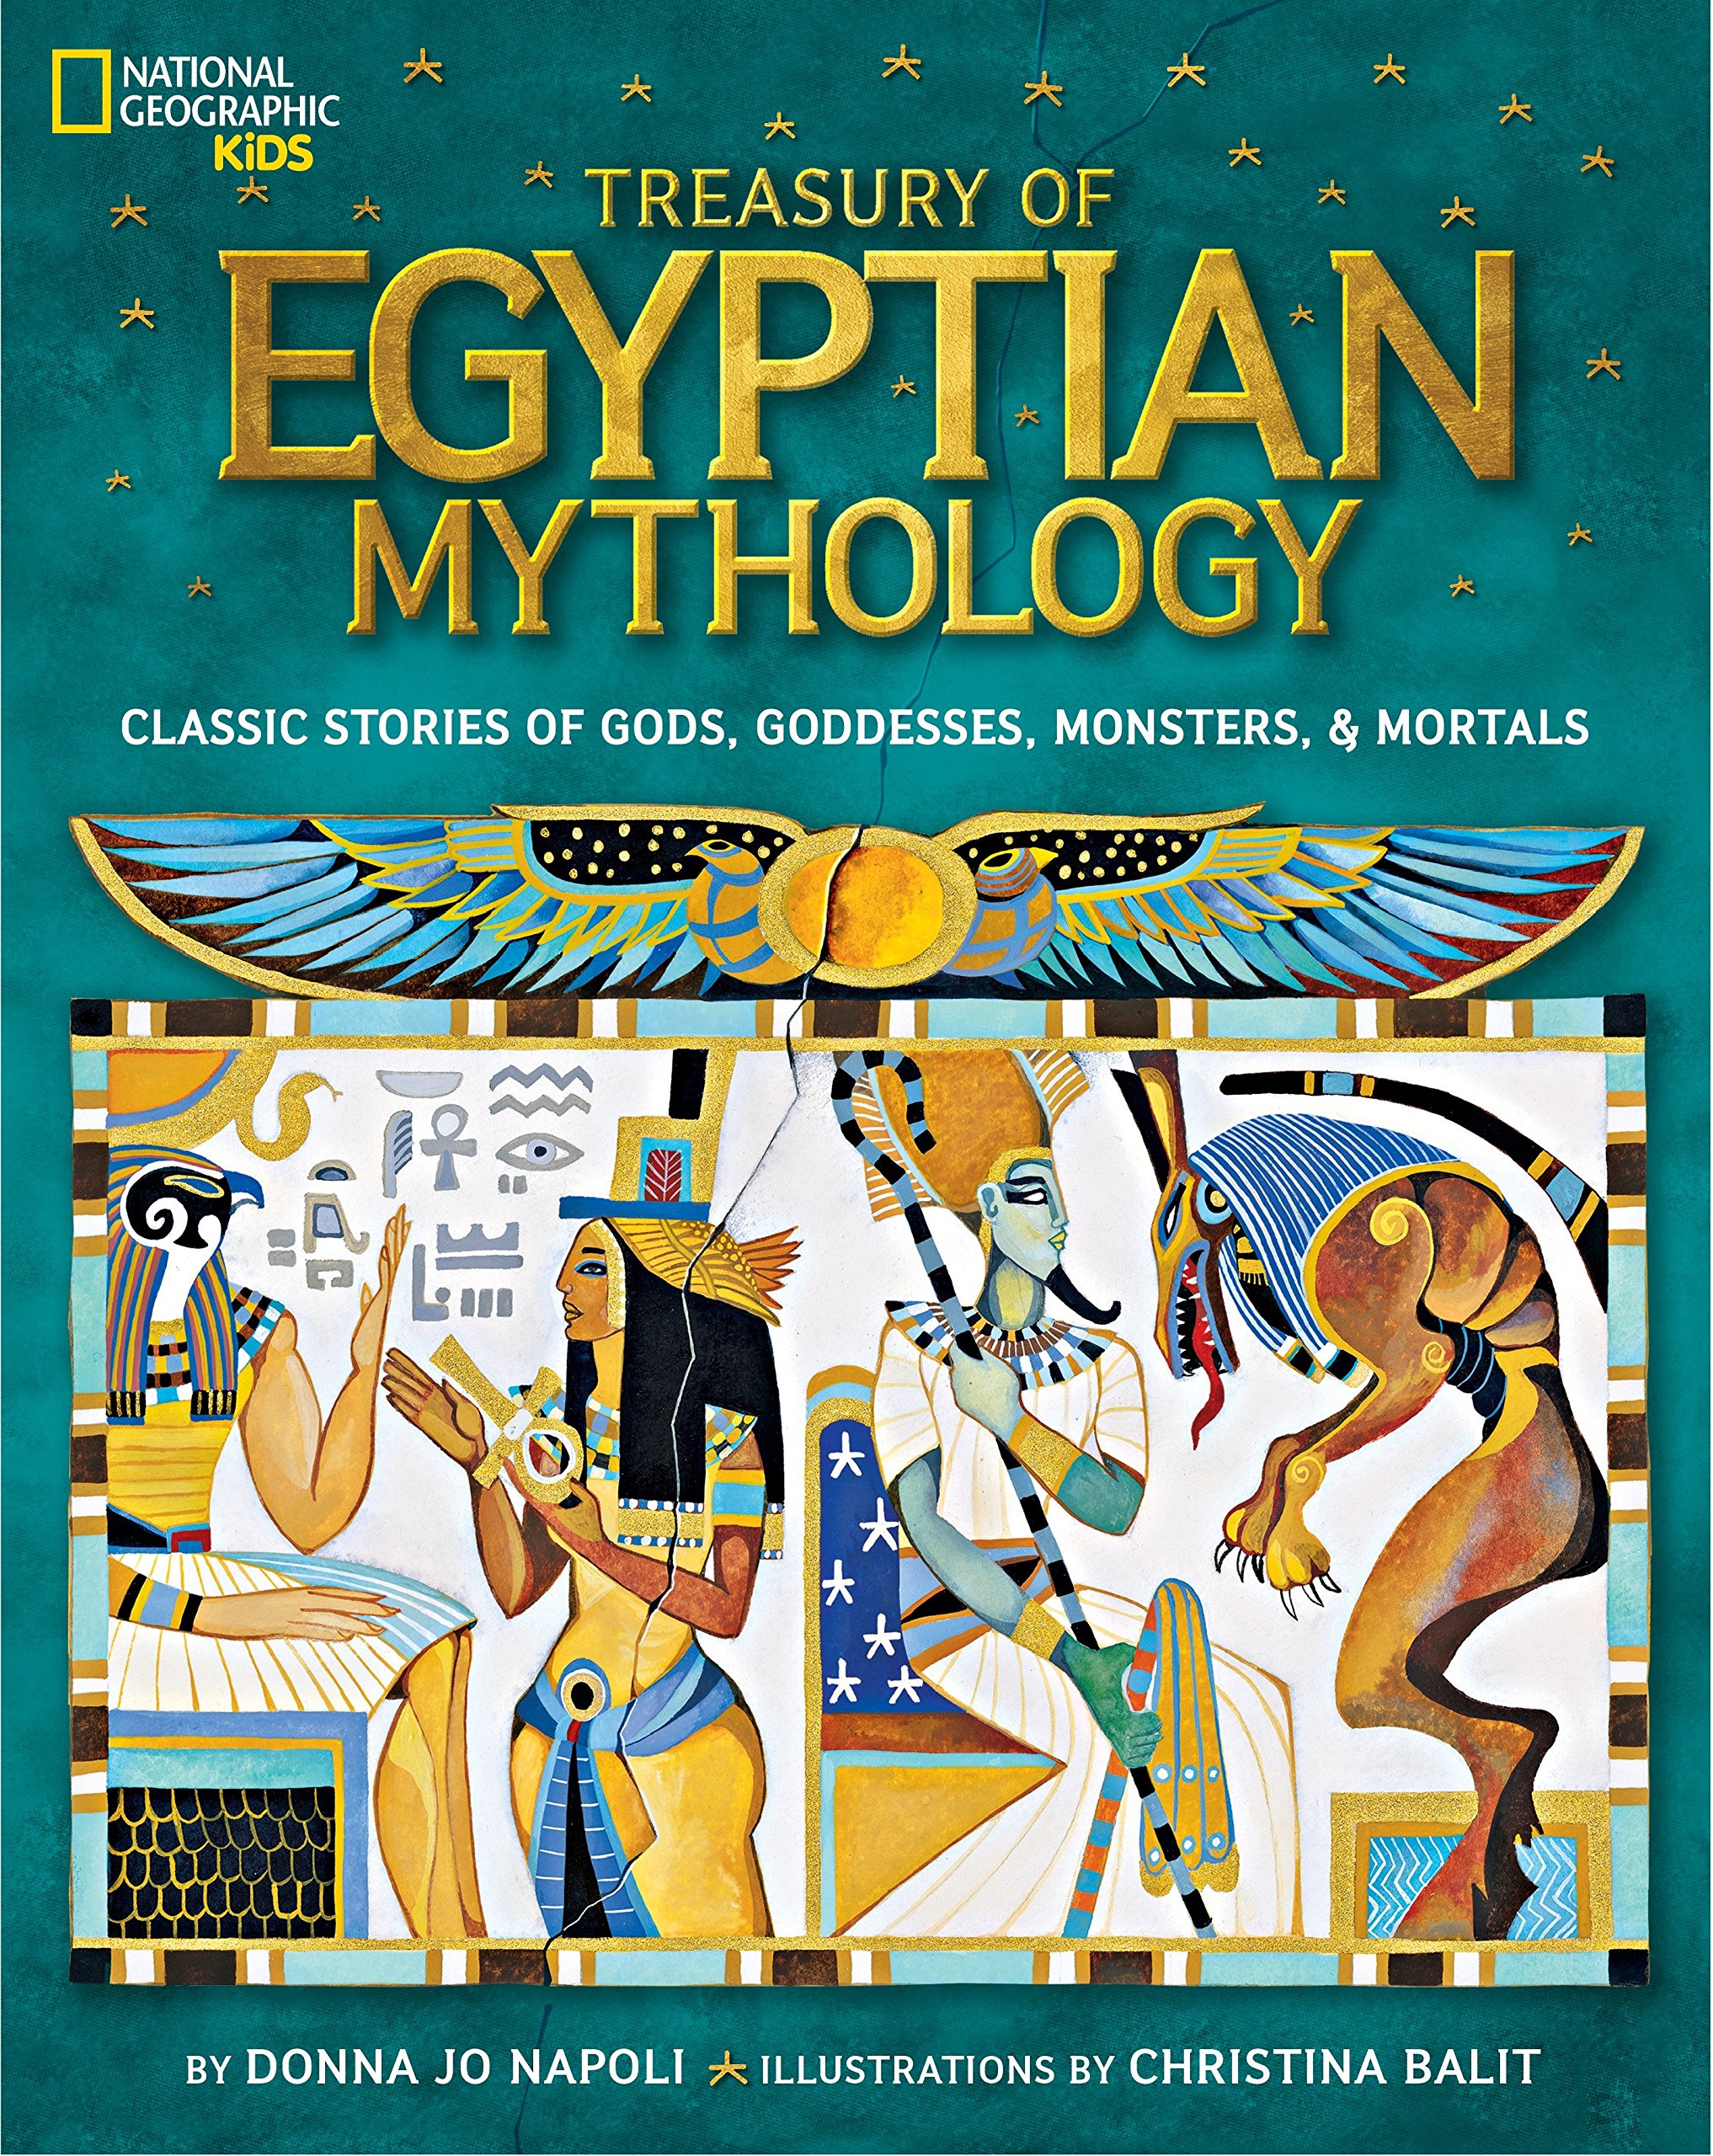 NATIONAL
GEOGRAPHIC
KiDS
TREASURY OF
EGYPTIAN
MYTHOLOGY
CLASSIC STORIES OF GODS, GODDESSES, MONSTERS, & MORTALS
BY DONNA JO NAPOLI ILLUSTRATIONS BY CHRISTINA BALIT